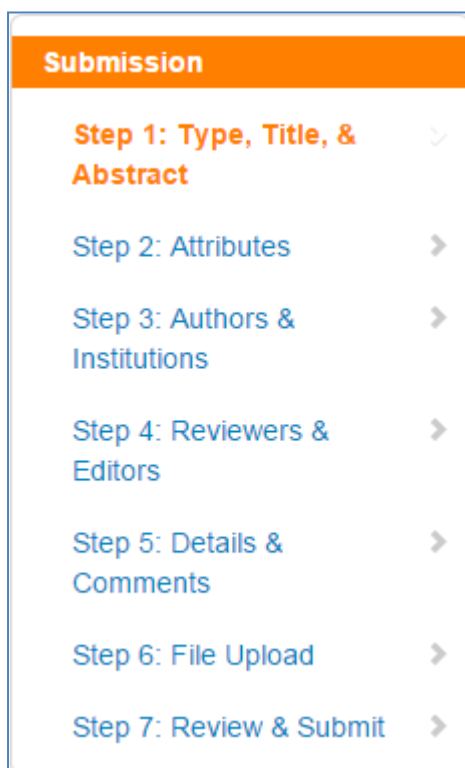 Submission
Step 1: Type, Title, &
Abstract
Step 2: Attributes
Step 3: Authors &
Institutions
Step 4: Reviewers &
Editors
Step 5: Details &
Comments
Step 6: File Upload
Step 7: Review & Submit